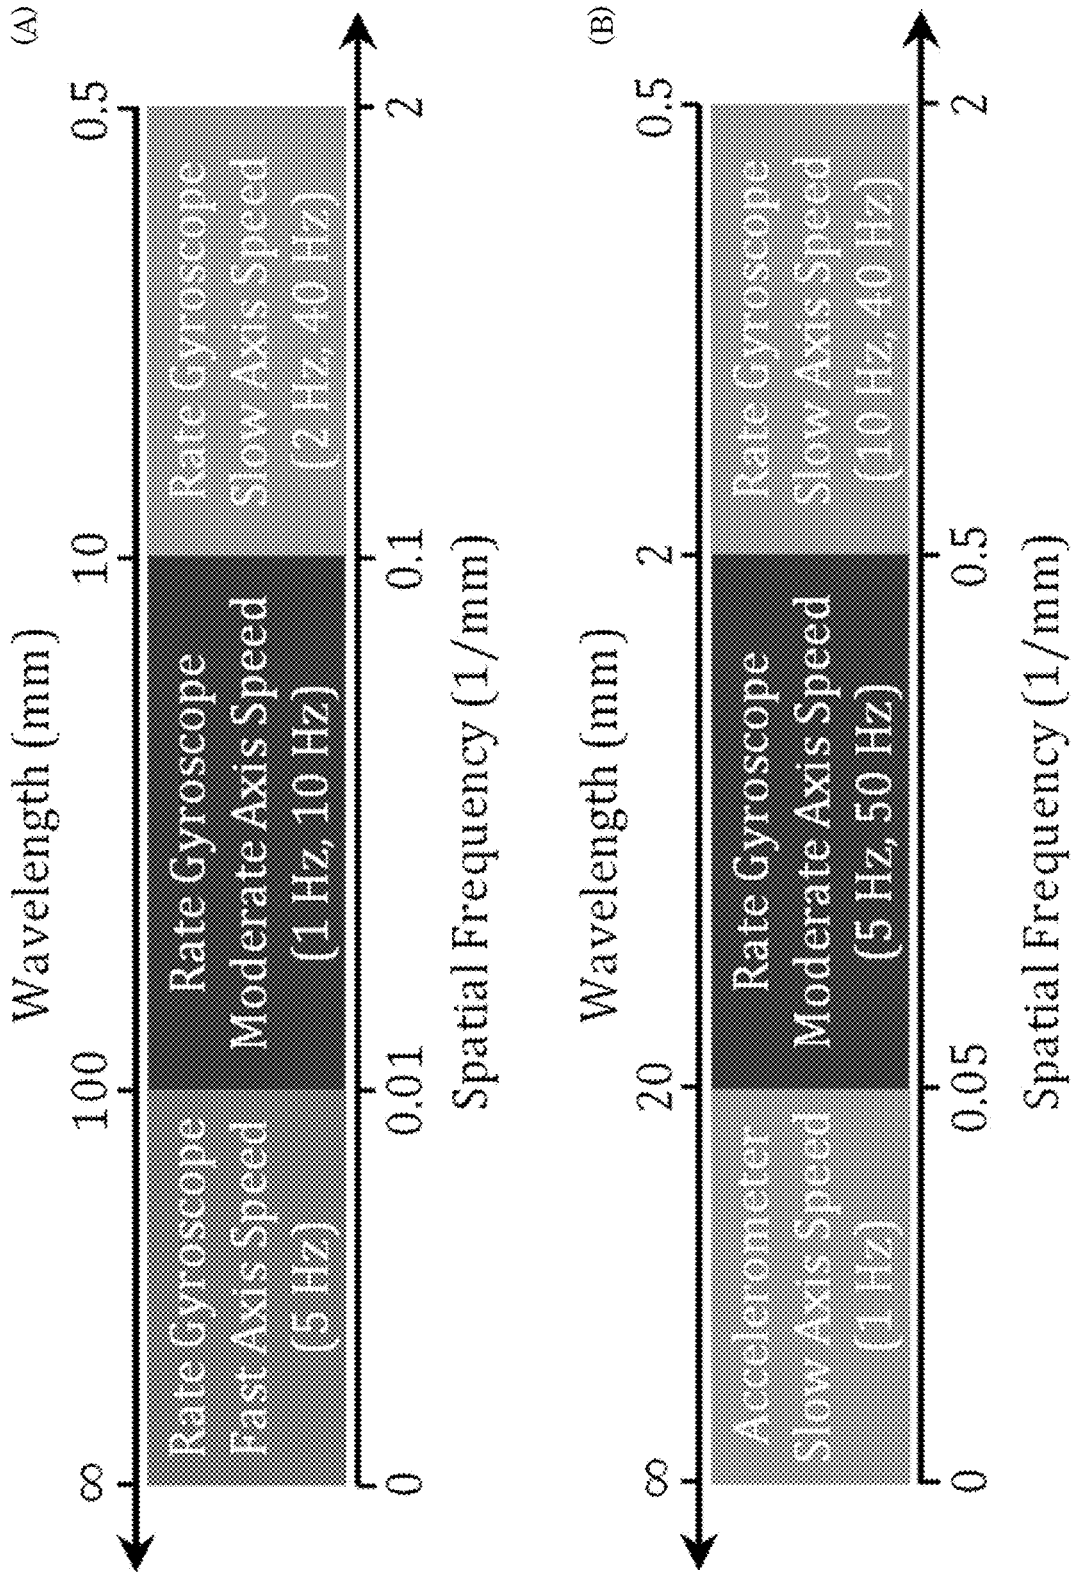 (A)
Wavelength (mm)
∞ 100 10 0.5
Rate Gyroscope
Fast Axis Speed
(5 Hz)
Rate Gyroscope
Moderate Axis Speed
(1 Hz, 10 Hz)
Rate Gyroscope
Slow Axis Speed
(2 Hz, 40 Hz)
0 0.01 0.1 2
Spatial Frequency (1/mm)
(B)
Wavelength (mm)
∞ 20 2 0.5
Accelerometer
Slow Axis Speed
(1 Hz)
Rate Gyroscope
Moderate Axis Speed
(5 Hz, 50 Hz)
Rate Gyroscope
Slow Axis Speed
(10 Hz, 40 Hz)
0 0.05 0.5 2
Spatial Frequency (1/mm)